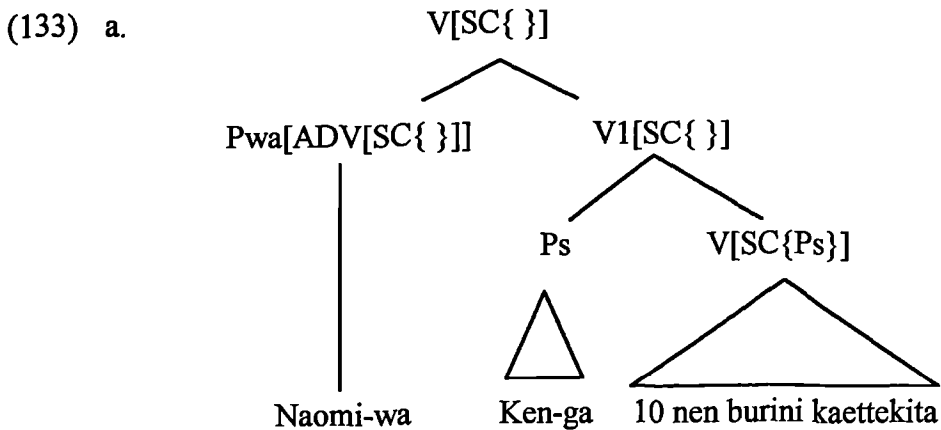 (133) a. V[SC{ }]
Pwa[ADV[SC{ }]] V1[SC{ }]
Ps V[SC{Ps}]
Naomi-wa Ken-ga 10 nen burini kaettekita